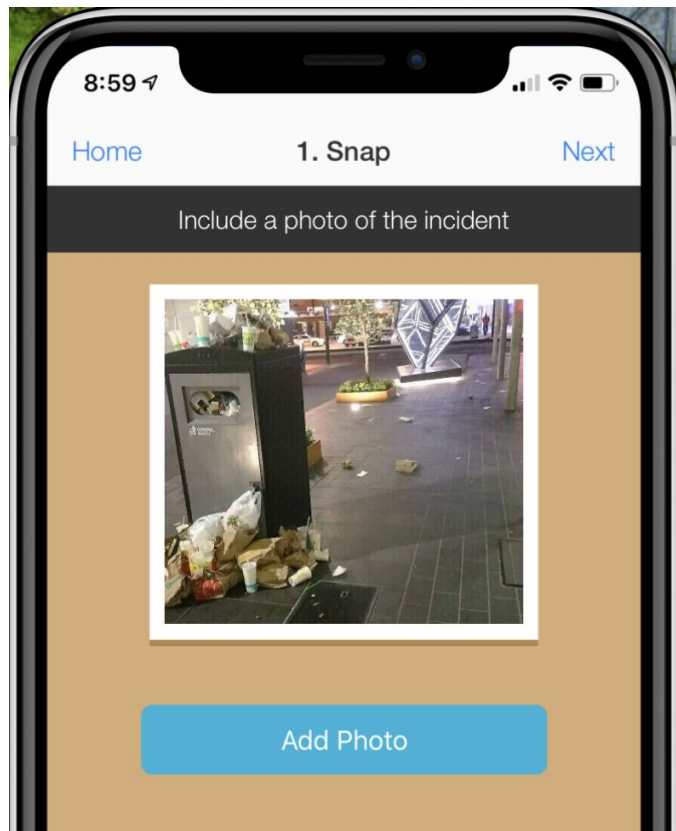 8:59
Home
1. Snap
Next
Include a photo of the incident
Add Photo